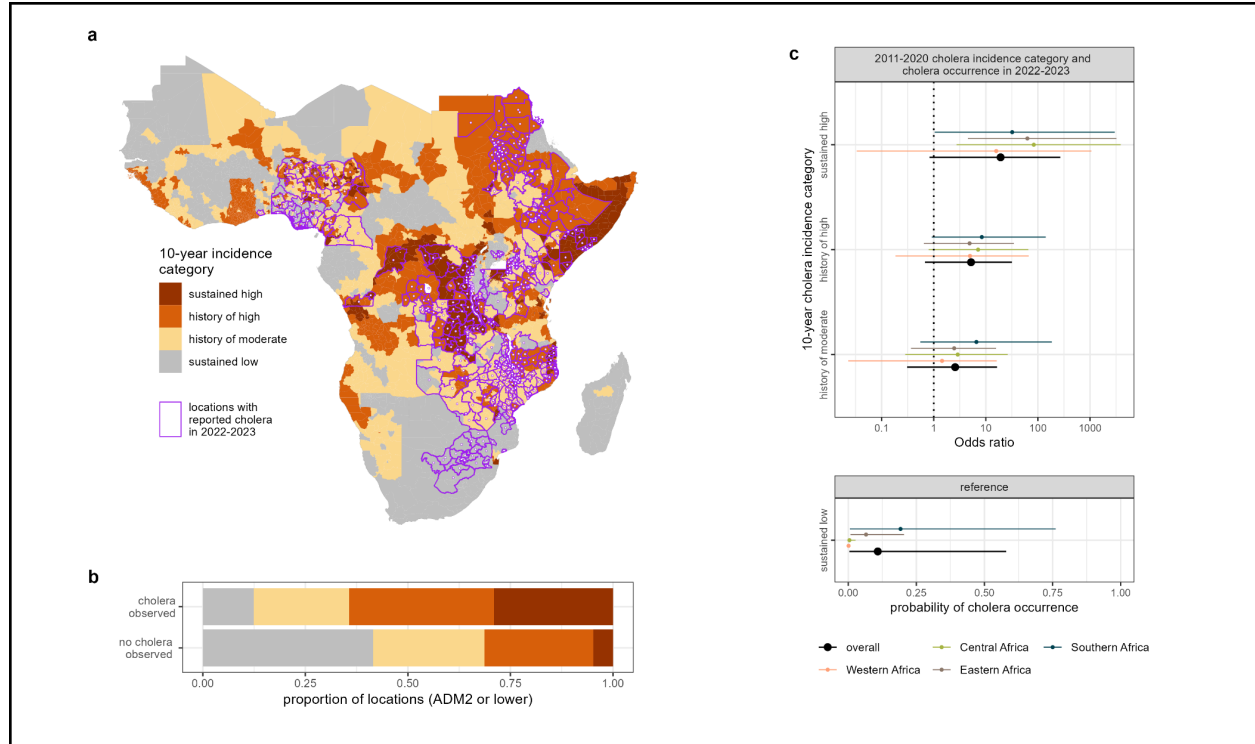 a
10-year incidence
category
sustained high
history of high
history of moderate
sustained low
locations with
reported cholera
in 2022-2023
b
cholera
observed
no cholera
observed
0.00
0.25
0.50
0.75
1.00
proportion of locations (ADM2 or lower)
c
2011-2020 cholera incidence category and
cholera occurrence in 2022-2023
10-year cholera incidence category
sustained high
history of high
history of moderate
0.1
1
10
100
1000
Odds ratio
reference
sustained low
0.00
0.25
0.50
0.75
1.00
probability of cholera occurrence
overall
Central Africa
Southern Africa
Western Africa
Eastern Africa